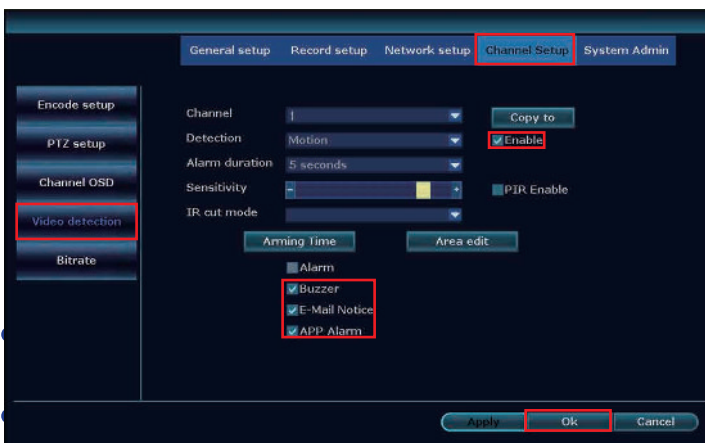 General setup Record setup Network setup Channel Setup System Admin
Encode setup
PTZ setup
Channel OSD
Video detection
Bitrate
Channel 1 Copy to
Detection Motion Enable
Alarm duration 5 seconds
Sensitivity - + PIR Enable
IR cut mode
Arming Time Area edit
Alarm
Buzzer
E-Mail Notice
APP Alarm
Apply Ok Cancel